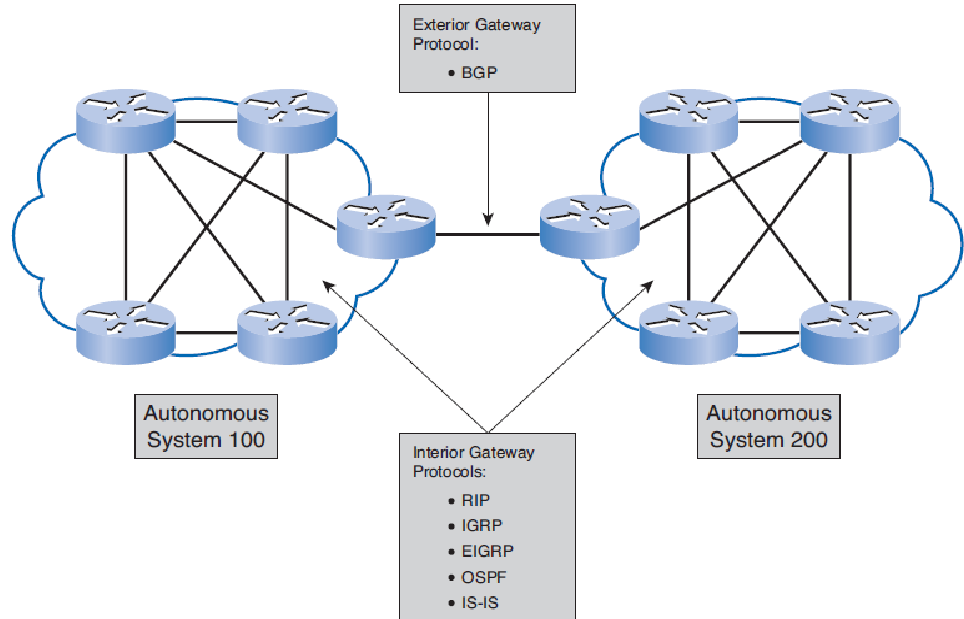 Exterior Gateway
Protocol:
• BGP
Autonomous
System 100
Autonomous
System 200
Interior Gateway
Protocols:
• RIP
• IGRP
• EIGRP
• OSPF
• IS-IS